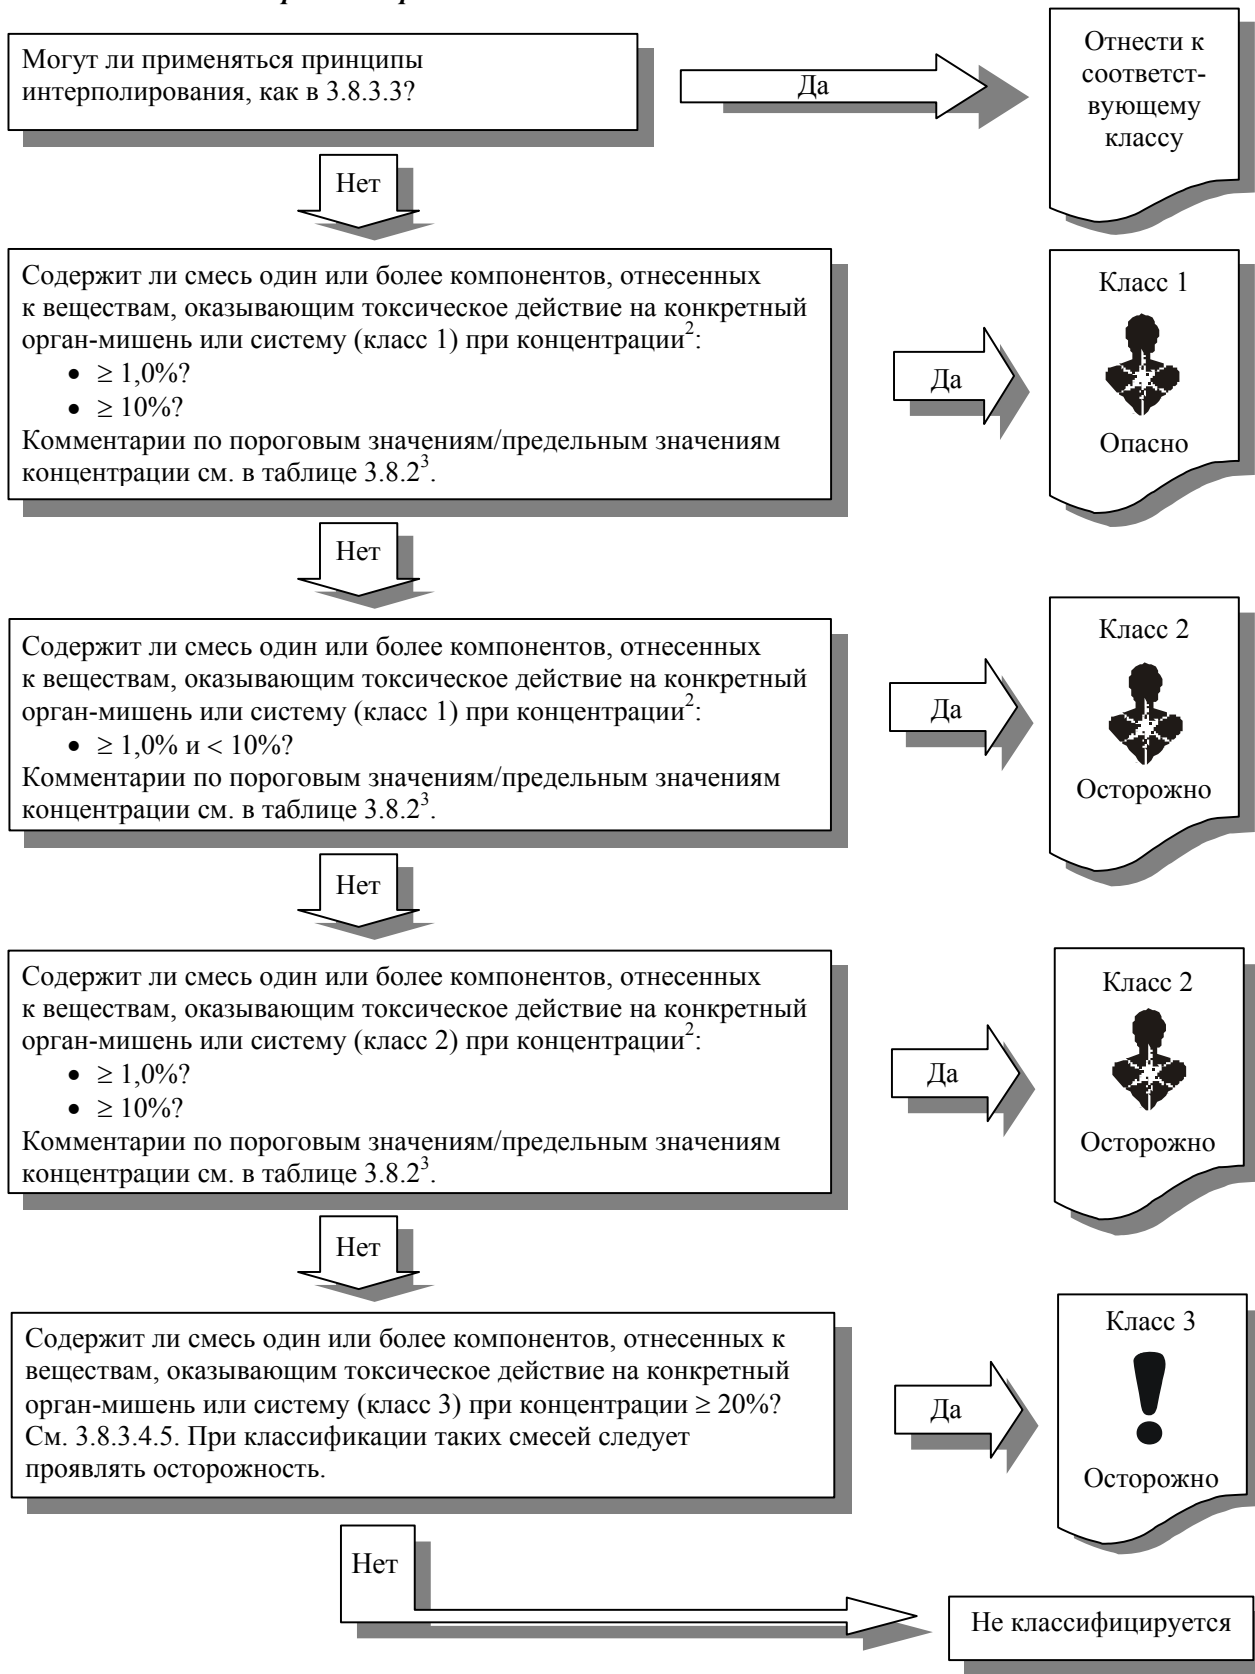 Могут ли применяться принципы
интерполирования, как в 3.8.3.3?
Да
Отнести к
соответст-
вующему
классу
Нет
Содержит ли смесь один или более компонентов, отнесенных
к веществам, оказывающим токсическое действие на конкретный
орган-мишень или систему (класс 1) при концентрации²:
• ≥ 1,0%?
• ≥ 10%?
Комментарии по пороговым значениям/предельным значениям
концентрации см. в таблице 3.8.2³.
Да
Класс 1
Опасно
Нет
Содержит ли смесь один или более компонентов, отнесенных
к веществам, оказывающим токсическое действие на конкретный
орган-мишень или систему (класс 1) при концентрации²:
• ≥ 1,0% и < 10%?
Комментарии по пороговым значениям/предельным значениям
концентрации см. в таблице 3.8.2³.
Да
Класс 2
Осторожно
Нет
Содержит ли смесь один или более компонентов, отнесенных
к веществам, оказывающим токсическое действие на конкретный
орган-мишень или систему (класс 2) при концентрации²:
• ≥ 1,0%?
• ≥ 10%?
Комментарии по пороговым значениям/предельным значениям
концентрации см. в таблице 3.8.2³.
Да
Класс 2
Осторожно
Нет
Содержит ли смесь один или более компонентов, отнесенных к
веществам, оказывающим токсическое действие на конкретный
орган-мишень или систему (класс 3) при концентрации ≥ 20%?
См. 3.8.3.4.5. При классификации таких смесей следует
проявлять осторожность.
Да
Класс 3
Осторожно
Нет
Не классифицируется